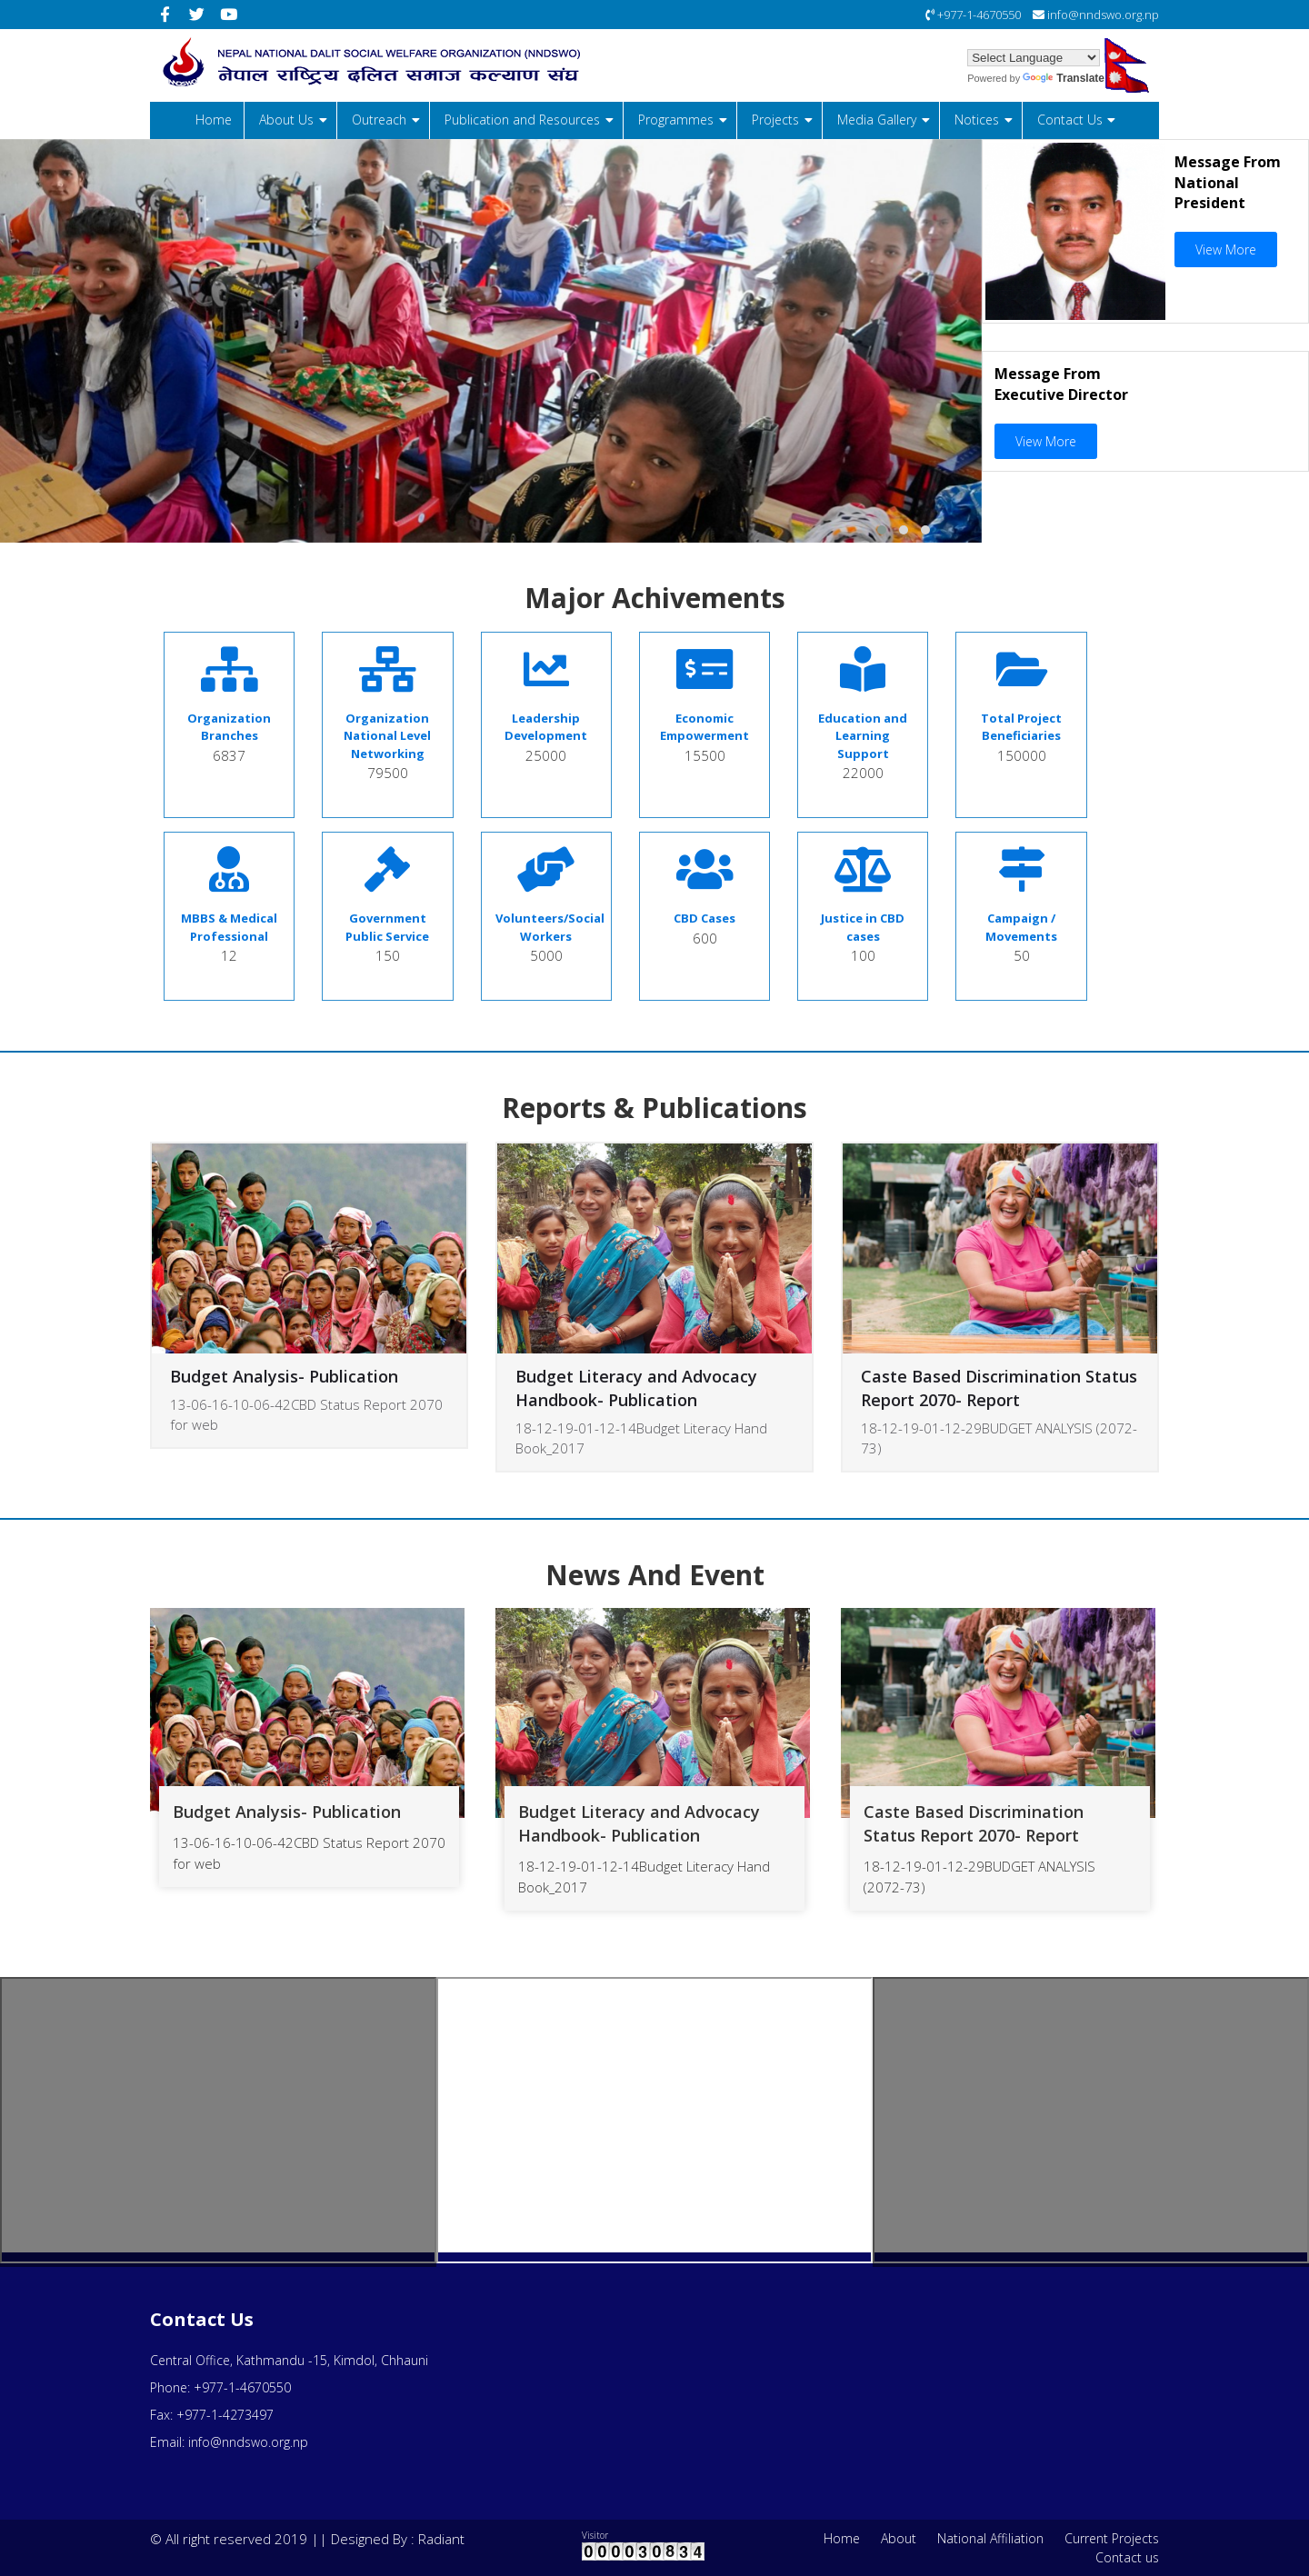 +977-1-4670550 info@nndswo.org.np
NEPAL NATIONAL DALIT SOCIAL WELFARE ORGANIZATION (NNDSWO)
नेपाल राष्ट्रिय दलित समाज कल्याण संघ
NNDSWO
Select Language
Powered by Google Translate
Home About Us Outreach Publication and Resources Programmes Projects Media Gallery Notices Contact Us
Message From
National
President
View More
Message From
Executive Director
View More
Major Achivements
Organization
Branches
6837
Organization
National Level
Networking
79500
Leadership
Development
25000
Economic
Empowerment
15500
Education and
Learning
Support
22000
Total Project
Beneficiaries
150000
MBBS & Medical
Professional
12
Government
Public Service
150
Volunteers/Social
Workers
5000
CBD Cases
600
Justice in CBD
cases
100
Campaign /
Movements
50
Reports & Publications
Budget Analysis- Publication
13-06-16-10-06-42CBD Status Report 2070
for web
Budget Literacy and Advocacy
Handbook- Publication
18-12-19-01-12-14Budget Literacy Hand
Book_2017
Caste Based Discrimination Status
Report 2070- Report
18-12-19-01-12-29BUDGET ANALYSIS (2072-
73)
News And Event
Budget Analysis- Publication
13-06-16-10-06-42CBD Status Report 2070
for web
Budget Literacy and Advocacy
Handbook- Publication
18-12-19-01-12-14Budget Literacy Hand
Book_2017
Caste Based Discrimination
Status Report 2070- Report
18-12-19-01-12-29BUDGET ANALYSIS
(2072-73)
Contact Us
Central Office, Kathmandu -15, Kimdol, Chhauni
Phone: +977-1-4670550
Fax: +977-1-4273497
Email: info@nndswo.org.np
© All right reserved 2019 || Designed By : Radiant
Visitor
000030834
Home About National Affiliation Current Projects
Contact us